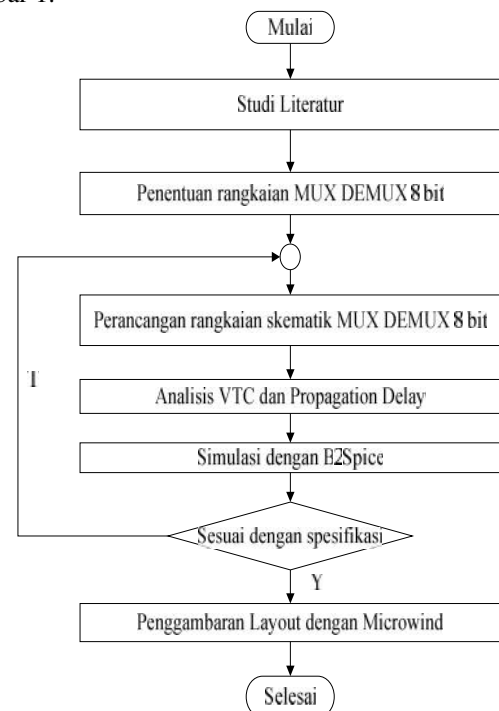 Mulai
Studi Literatur
Penentuan rangkaian MUX DEMUX 8 bit
Perancangan rangkaian skematik MUX DEMUX 8 bit
T
Analisis VTC dan Propagation Delay
Simulasi dengan B2Spice
Sesuai dengan spesifikasi
Y
Penggambaran Layout dengan Microwind
Selesai